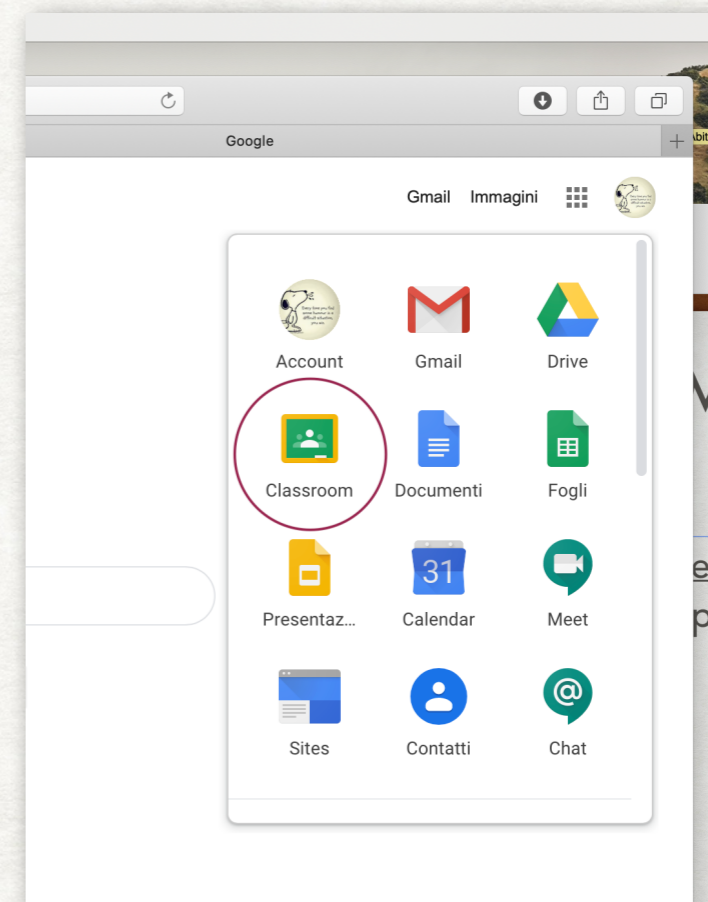 Google
Gmail Immagini
Account Gmail Drive
Classroom Documenti Fogli
Presentaz... 31 Calendar Meet
Sites Contatti Chat